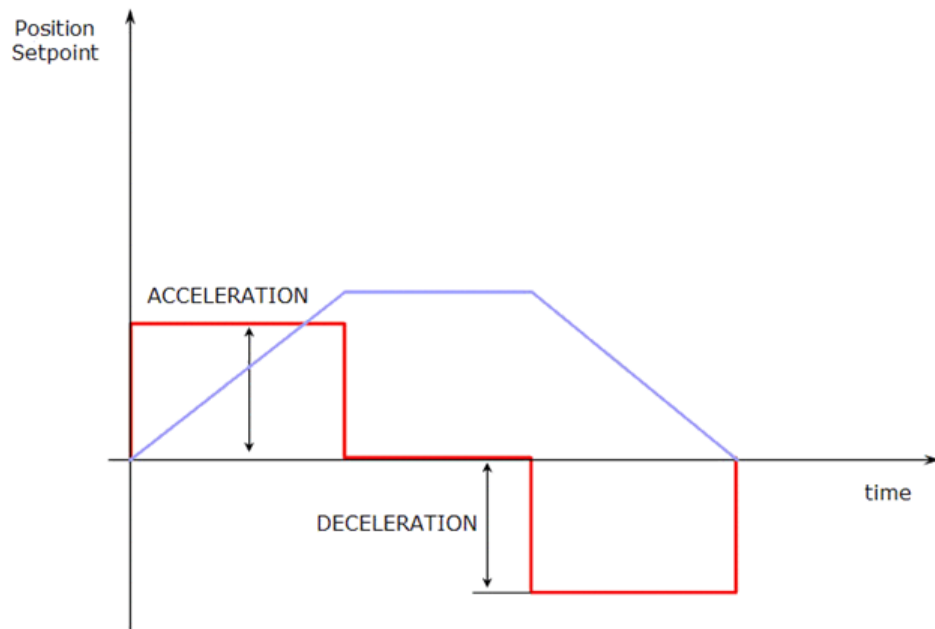 Position
Setpoint
ACCELERATION
time
DECELERATION